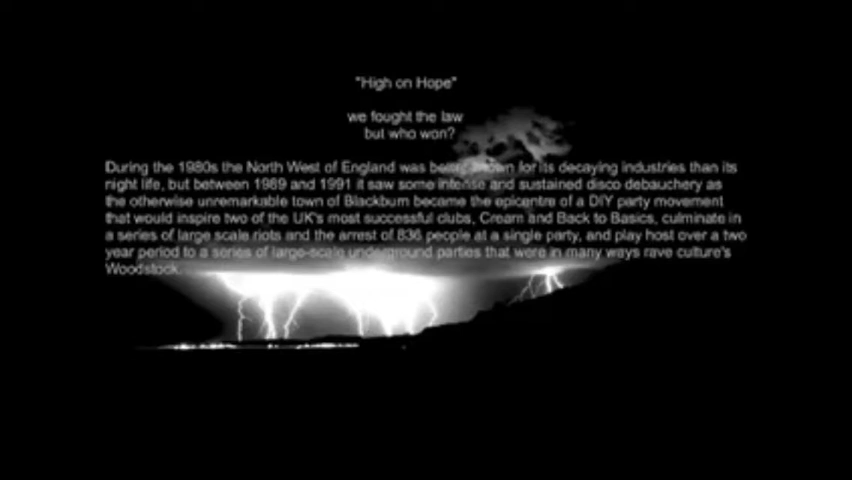 "High on Hope"
we fought the law
but who won?
During the 1980s the North West of England was being known for its decaying industries than its
night life, but between 1989 and 1991 it saw some intense and sustained disco debauchery as
the otherwise unremarkable town of Blackburn became the epicentre of a DIY party movement
that would inspire two of the UK's most successful clubs, Cream and Back to Basics, culminate in
a series of large scale riots and the arrest of 836 people at a single party, and play host over a two
year period to a series of large-scale underground parties that were in many ways rave culture's
Woodstock.